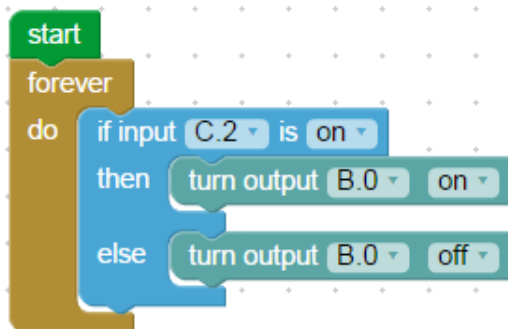 start
forever
do if input C.2 is on
then turn output B.0 on
else turn output B.0 off